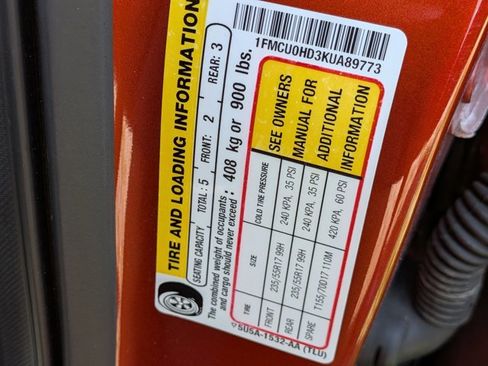 TIRE AND LOADING INFORMATION
SEATING CAPACITY TOTAL: 5 FRONT: 2 REAR: 3
The combined weight of occupants and cargo should never exceed: 408 kg or 900 lbs.
TIRE SIZE COLD TIRE PRESSURE
FRONT 235/55R17 99H 240 KPA, 35 PSI
REAR 235/55R17 99H 240 KPA, 35 PSI
SPARE T155/70D17 110M 420 KPA, 60 PSI
SEE OWNERS
MANUAL FOR
ADDITIONAL
INFORMATION
5U5A-1532-AA (TLU)
1FMCU0HD3KUA89773